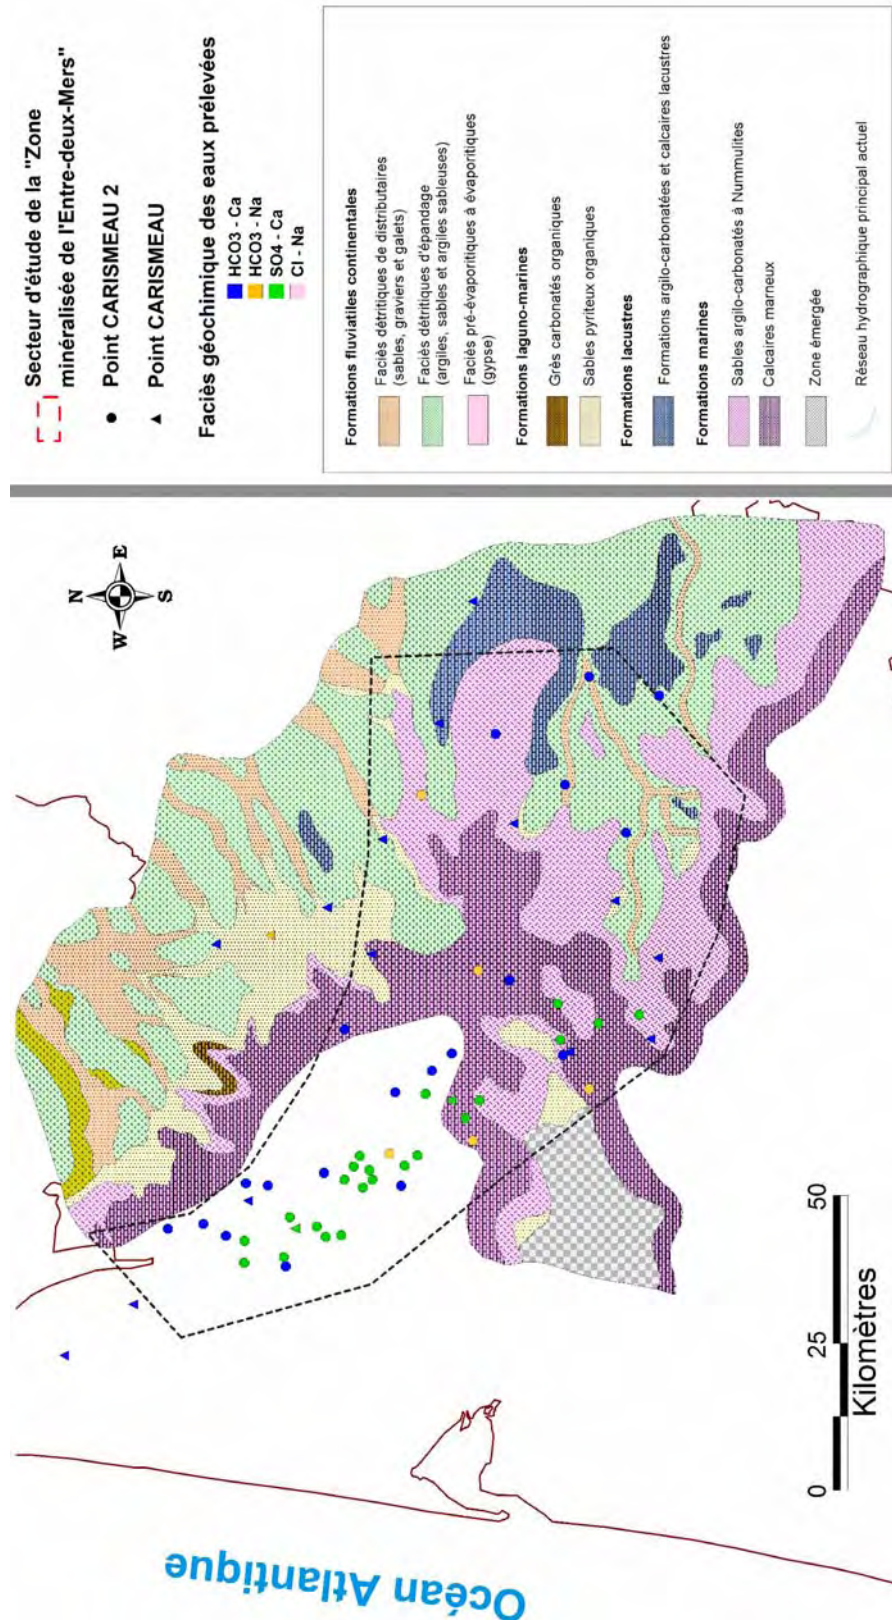 Secteur d'étude de la "Zone
minéralisée de l'Entre-deux-Mers"
Point CARISMEAU 2
Point CARISMEAU
Faciès géochimique des eaux prélevées
HCO3 - Ca
HCO3 - Na
SO4 - Ca
Cl - Na
Formations fluviatiles continentales
Faciès détritiques de distributaires
(sables, graviers et galets)
Faciès détritiques d'épandage
(argiles, sables et argiles sableuses)
Faciès pré-évaporitiques à évaporitiques
(gypse)
Formations laguno-marines
Grès carbonatés organiques
Sables pyriteux organiques
Formations lacustres
Formations argilo-carbonatées et calcaires lacustres
Formations marines
Sables argilo-carbonatés à Nummulites
Calcaires marneux
Zone émergée
Réseau hydrographique principal actuel
N
W E
S
Océan Atlantique
0 25 50
Kilomètres